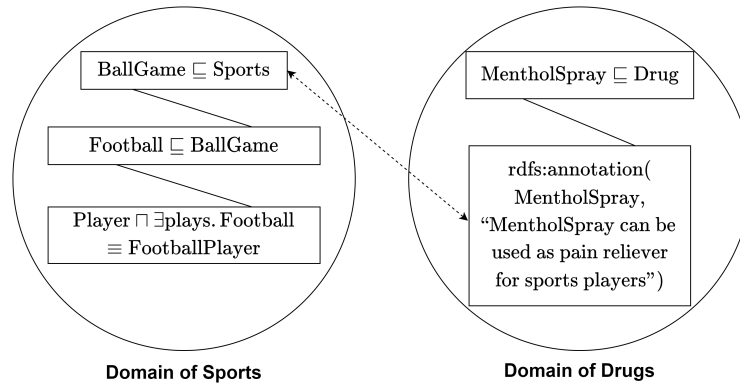 BallGame ⊑ Sports
Football ⊑ BallGame
Player ⊓ ∃plays. Football
≡ FootballPlayer
Domain of Sports
MentholSpray ⊑ Drug
rdfs:annotation(
MentholSpray,
“MentholSpray can be
used as pain reliever
for sports players”)
Domain of Drugs